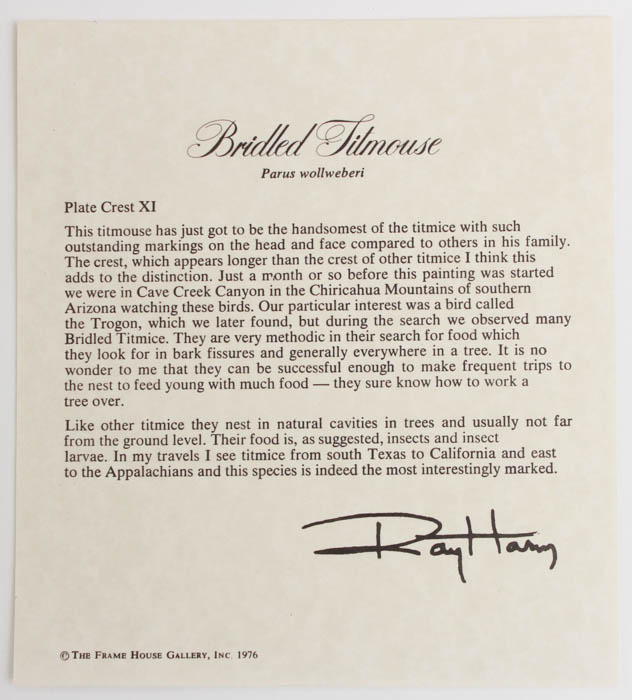 Bridled Titmouse
Parus wollweberi
Plate Crest XI
This titmouse has just got to be the handsomest of the titmice with such
outstanding markings on the head and face compared to others in his family.
The crest, which appears longer than the crest of other titmice I think this
adds to the distinction. Just a month or so before this painting was started
we were in Cave Creek Canyon in the Chiricahua Mountains of southern
Arizona watching these birds. Our particular interest was a bird called
the Trogon, which we later found, but during the search we observed many
Bridled Titmice. They are very methodic in their search for food which
they look for in bark fissures and generally everywhere in a tree. It is no
wonder to me that they can be successful enough to make frequent trips to
the nest to feed young with much food — they sure know how to work a
tree over.
Like other titmice they nest in natural cavities in trees and usually not far
from the ground level. Their food is, as suggested, insects and insect
larvae. In my travels I see titmice from south Texas to California and east
to the Appalachians and this species is indeed the most interestingly marked.
Ray Harm
© THE FRAME HOUSE GALLERY, INC. 1976